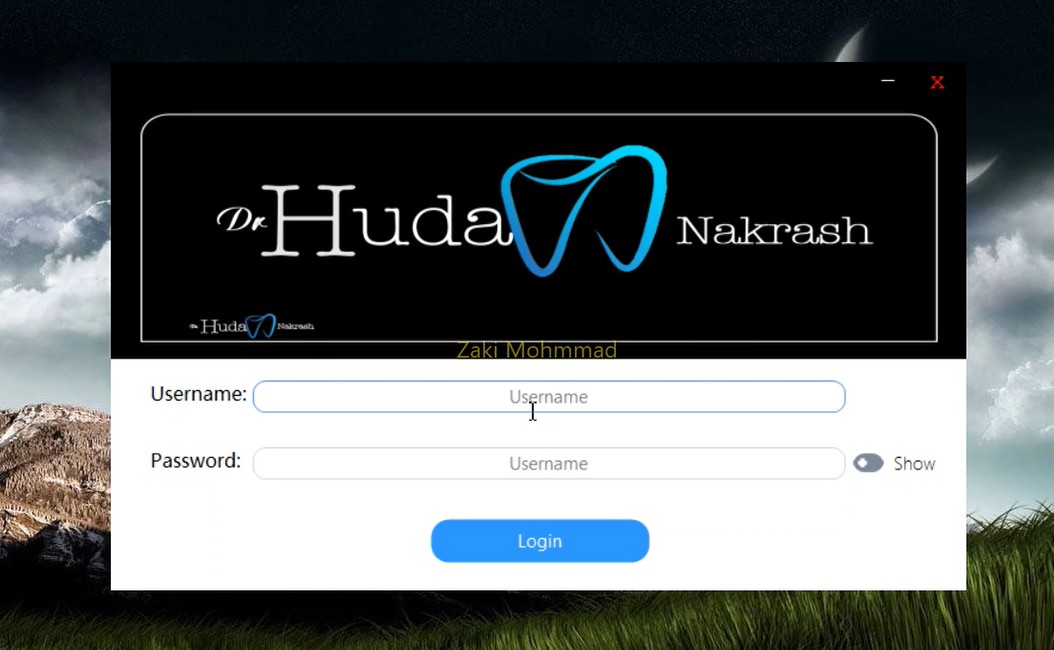 X
Dr. Huda Nakrash
Dr. Huda Nakrash
Zaki Mohmmad
Username: Username
Password: Username Show
Login